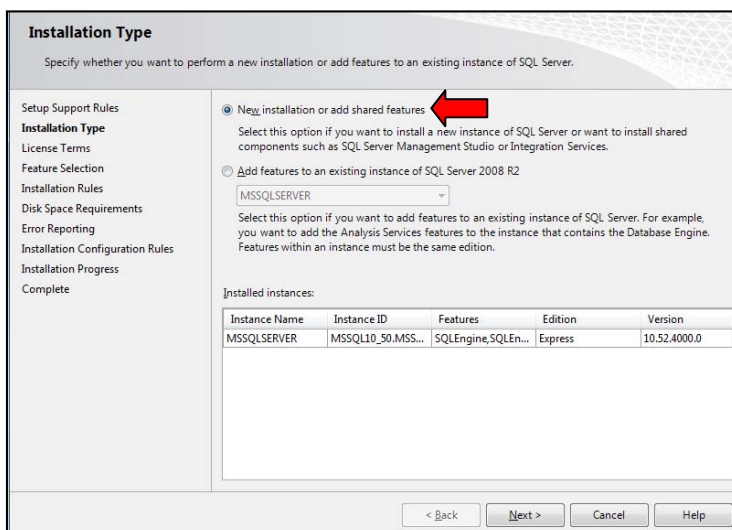 Installation Type
Specify whether you want to perform a new installation or add features to an existing instance of SQL Server.
Setup Support Rules
Installation Type
License Terms
Feature Selection
Installation Rules
Disk Space Requirements
Error Reporting
Installation Configuration Rules
Installation Progress
Complete
New installation or add shared features
Select this option if you want to install a new instance of SQL Server or want to install shared
components such as SQL Server Management Studio or Integration Services.
Add features to an existing instance of SQL Server 2008 R2
MSSQLSERVER
Select this option if you want to add features to an existing instance of SQL Server. For example,
you want to add the Analysis Services features to the instance that contains the Database Engine.
Features within an instance must be the same edition.
Installed instances:
Instance Name Instance ID Features Edition Version
MSSQLSERVER MSSQL10_50.MSS... SQLEngine,SQLEn... Express 10.52.4000.0
< Back Next > Cancel Help